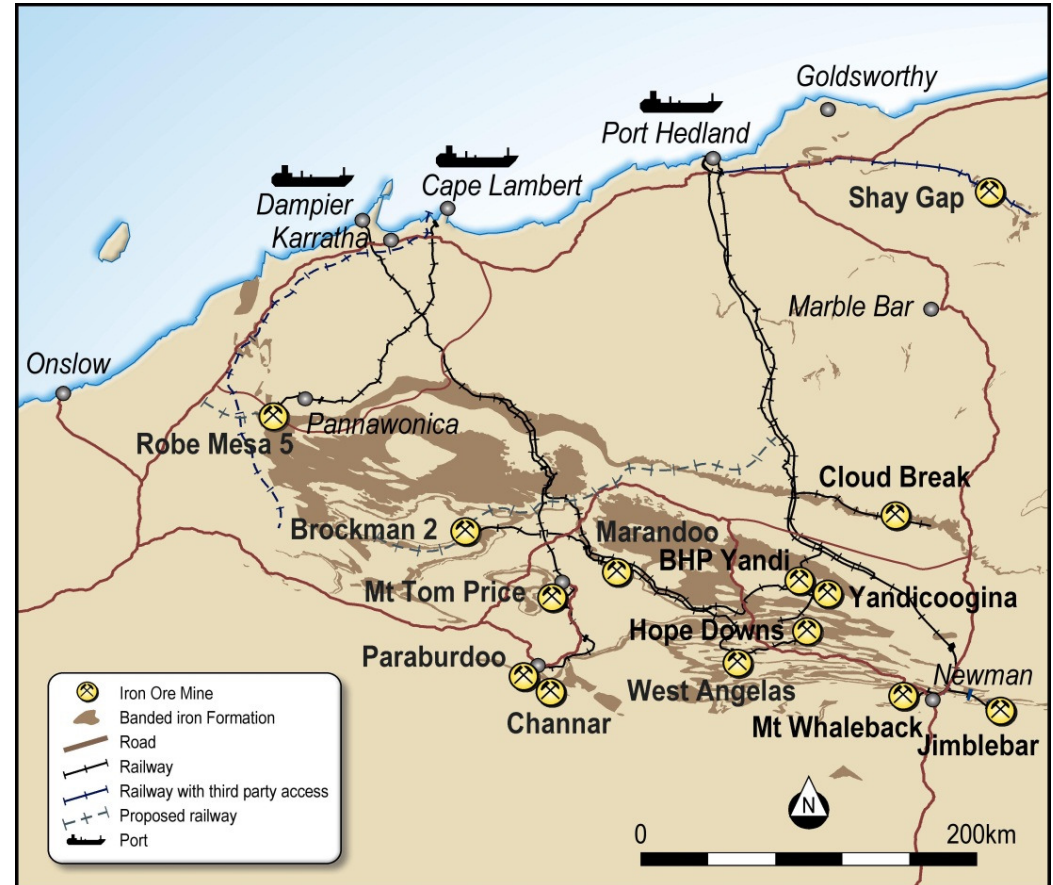 Goldsworthy
Port Hedland
Shay Gap
Cape Lambert
Dampier
Karratha
Marble Bar
Onslow
Pannawonica
Robe Mesa 5
Cloud Break
Brockman 2
Marandoo
BHP Yandi
Mt Tom Price
Yandicoogina
Hope Downs
Paraburdoo
West Angelas
Newman
Channar
Mt Whaleback
Jimblebar
Iron Ore Mine
Banded iron Formation
Road
Railway
Railway with third party access
Proposed railway
Port
N
0 200km